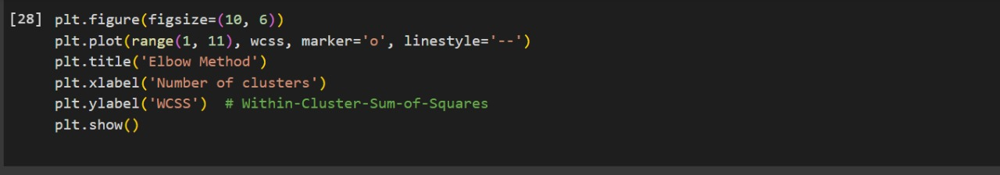 [28] plt.figure(figsize=(10, 6))
plt.plot(range(1, 11), wcss, marker='o', linestyle='--')
plt.title('Elbow Method')
plt.xlabel('Number of clusters')
plt.ylabel('WCSS')  # Within-Cluster-Sum-of-Squares
plt.show()